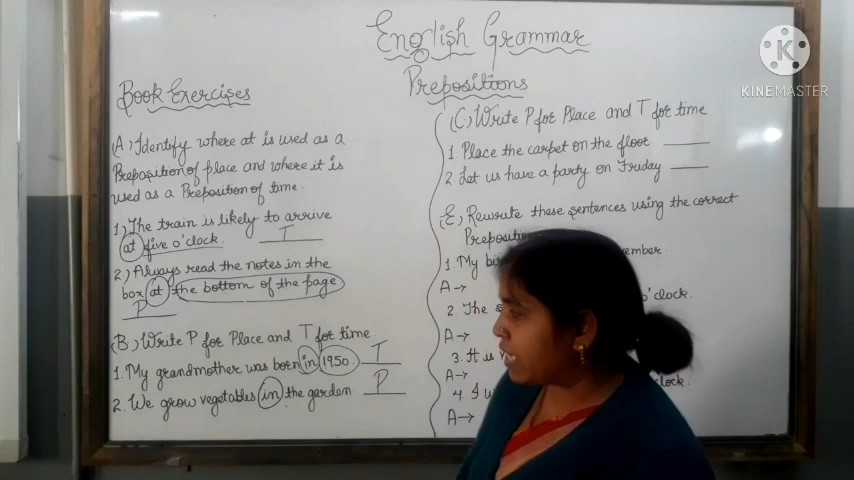 English Grammar
Prepositions
Book Exercises
(A) Identify where at is used as a
Preposition of place and where it is
used as a Preposition of time.
1) The train is likely to arrive
at five o'clock. T
2) Always read the notes in the
box at the bottom of the page
P
(B) Write P for Place and T for time
1. My grandmother was born in 1950. T
2. We grow vegetables in the garden P
(C) Write P for Place and T for time
1. Place the carpet on the floor
2. Let us have a party on Friday
(E) Rewrite these sentences using the correct
Preposition
1. My
A→
2. The o'clock.
A→
3. It is
A→
4. I clock.
A→
K
KINEMASTER